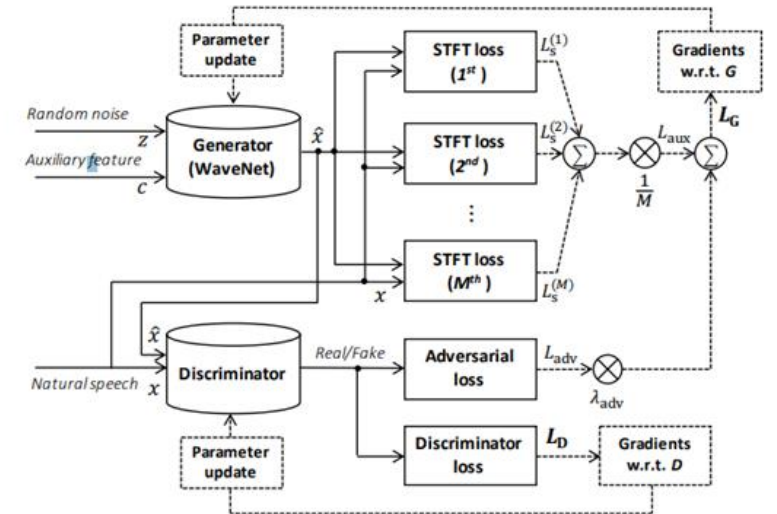 Parameter
update
Random noise
z
Auxiliary feature
c
Generator
(WaveNet)
x̂
STFT loss
(1st )
Ls(1)
STFT loss
(2nd )
Ls(2)
⋮
STFT loss
(Mth )
Ls(M)
x
Σ
1/M
Laux
Σ
LG
Gradients
w.r.t. G
Natural speech
x̂
x
Discriminator
Real/Fake
Adversarial
loss
Ladv
λadv
Discriminator
loss
LD
Gradients
w.r.t. D
Parameter
update